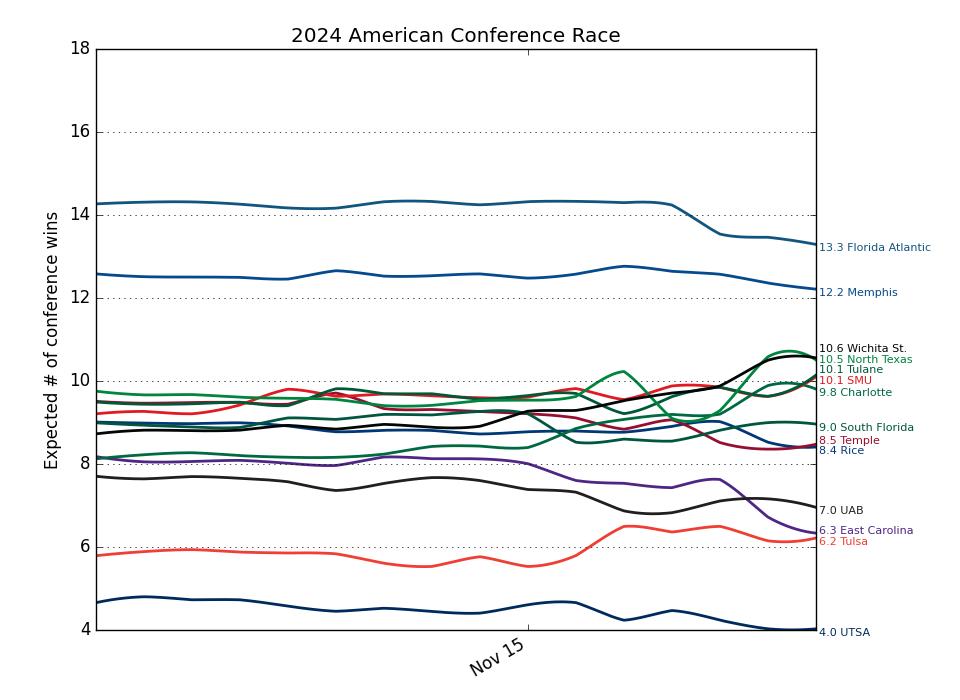 2024 American Conference Race
Expected # of conference wins
18
16
14
12
10
8
6
4
Nov 15
13.3 Florida Atlantic
12.2 Memphis
10.6 Wichita St.
10.5 North Texas
10.1 Tulane
10.1 SMU
9.8 Charlotte
9.0 South Florida
8.5 Temple
8.4 Rice
7.0 UAB
6.3 East Carolina
6.2 Tulsa
4.0 UTSA